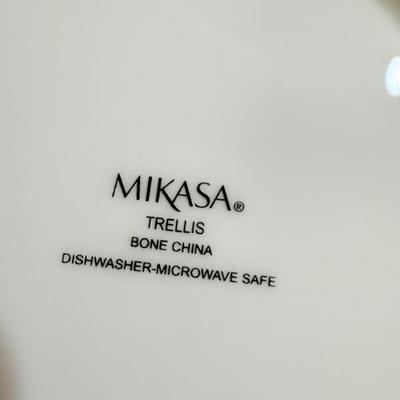 MIKASA®
TRELLIS
BONE CHINA
DISHWASHER-MICROWAVE SAFE